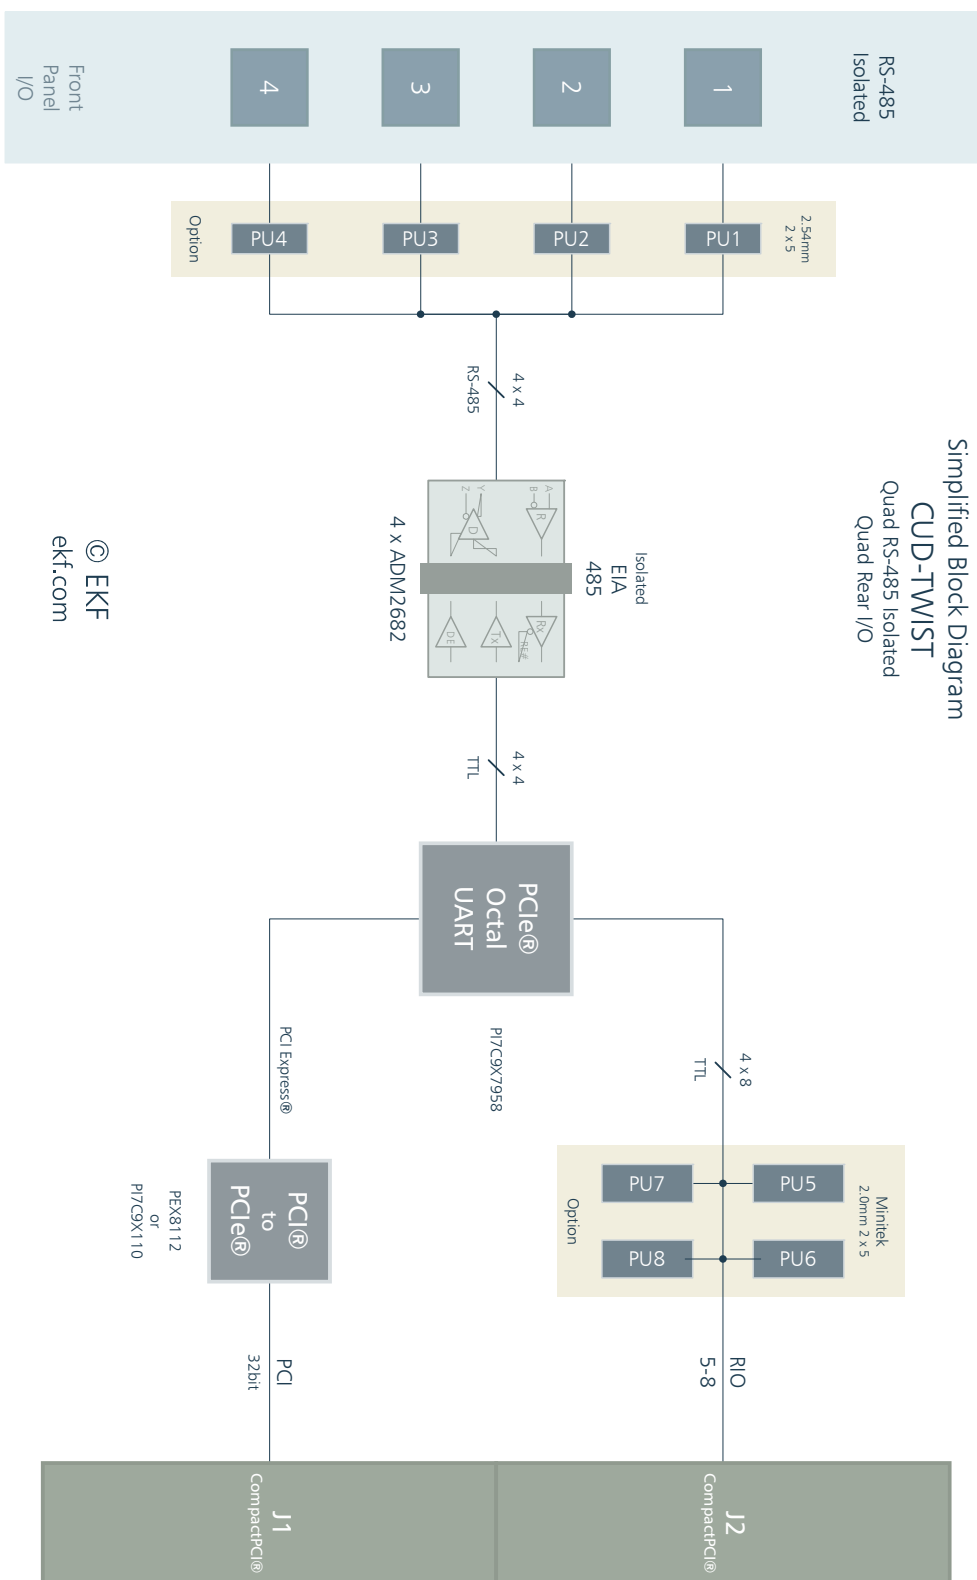 Simplified Block Diagram
CUD-TWIST
Quad RS-485 Isolated
Quad Rear I/O
RS-485
Isolated
1
2
3
4
Front
Panel
I/O
2.54mm
2 x 5
PU1
PU2
PU3
PU4
Option
4 x 4
RS-485
Isolated
EIA
485
A
B
R
Y
Z
D
Rx
RE#
Tx
DE
4 x ADM2682
4 x 4
TTL
PCIe®
Octal
UART
PI7C9X7958
4 x 8
TTL
Minitek
2.0mm 2 x 5
PU5
PU6
PU7
PU8
Option
RIO
5-8
J2
CompactPCI®
PCI Express®
PCI®
to
PCIe®
PEX8112
or
PI7C9X110
PCI
32bit
J1
CompactPCI®
© EKF
ekf.com